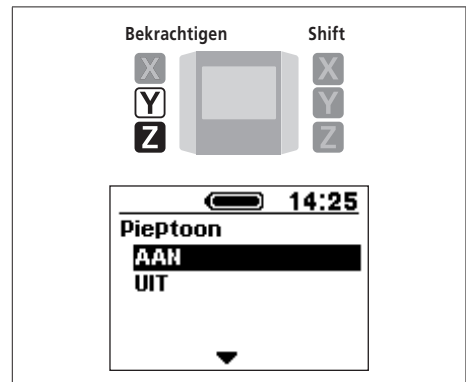 Bekrachtigen Shift
X X
Y Y
Z Z
14:25
Pieptoon
AAN
UIT